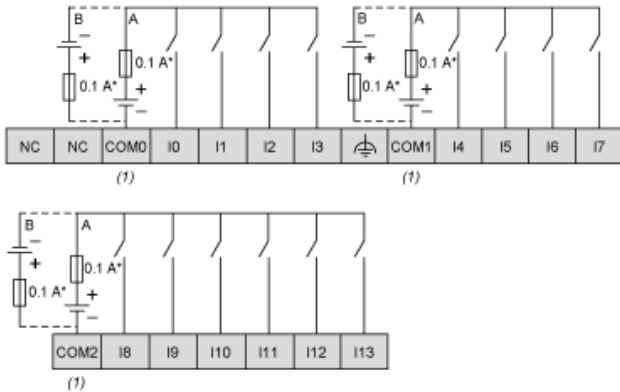 B A B A
− + 0.1 A* + 0.1 A* − − + 0.1 A* + 0.1 A* −
NC NC COM0 I0 I1 I2 I3 COM1 I4 I5 I6 I7
(1) (1)
B A
− + 0.1 A* + 0.1 A* −
COM2 I8 I9 I10 I11 I12 I13
(1)